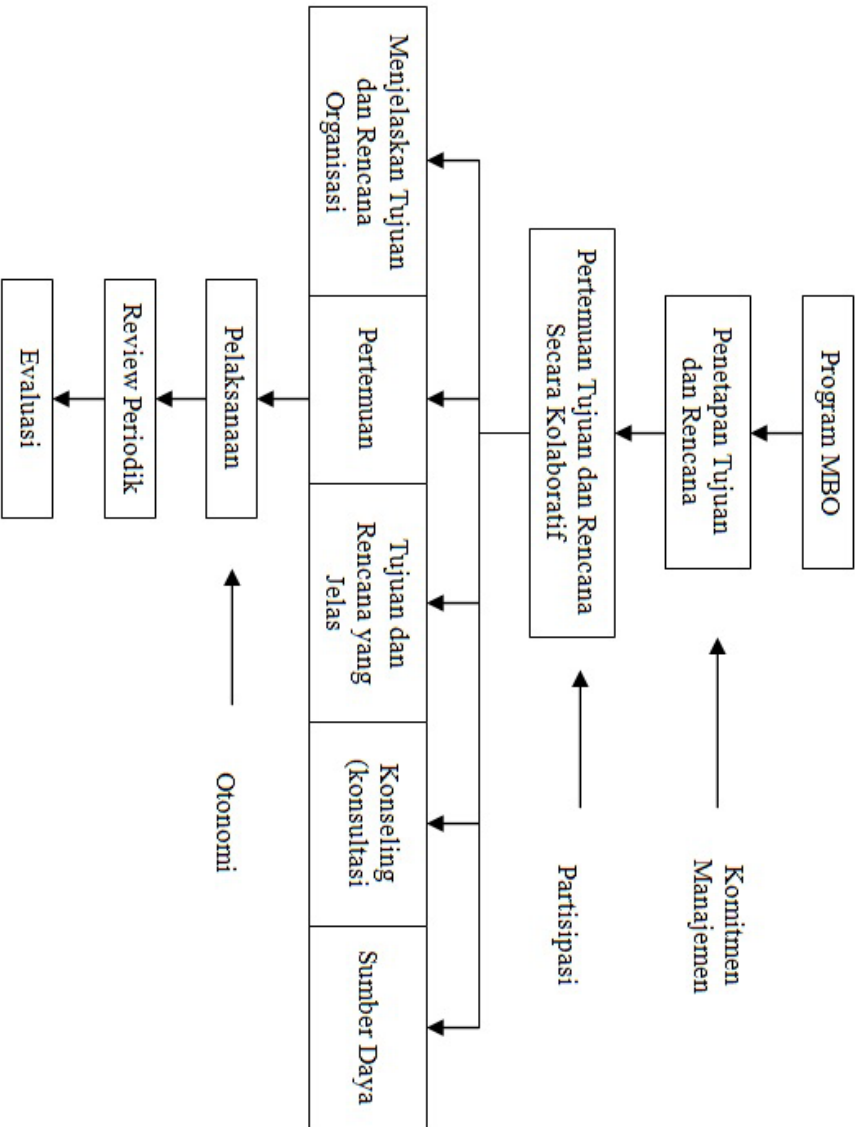 Program MBO
Penetapan Tujuan
dan Rencana
Komitmen
Manajemen
Pertemuan Tujuan dan Rencana
Secara Kolaboratif
Partisipasi
Menjelaskan Tujuan
dan Rencana
Organisasi
Pertemuan
Tujuan dan
Rencana yang
Jelas
Konseling
(konsultasi
Sumber Daya
Pelaksanaan
Otonomi
Review Periodik
Evaluasi